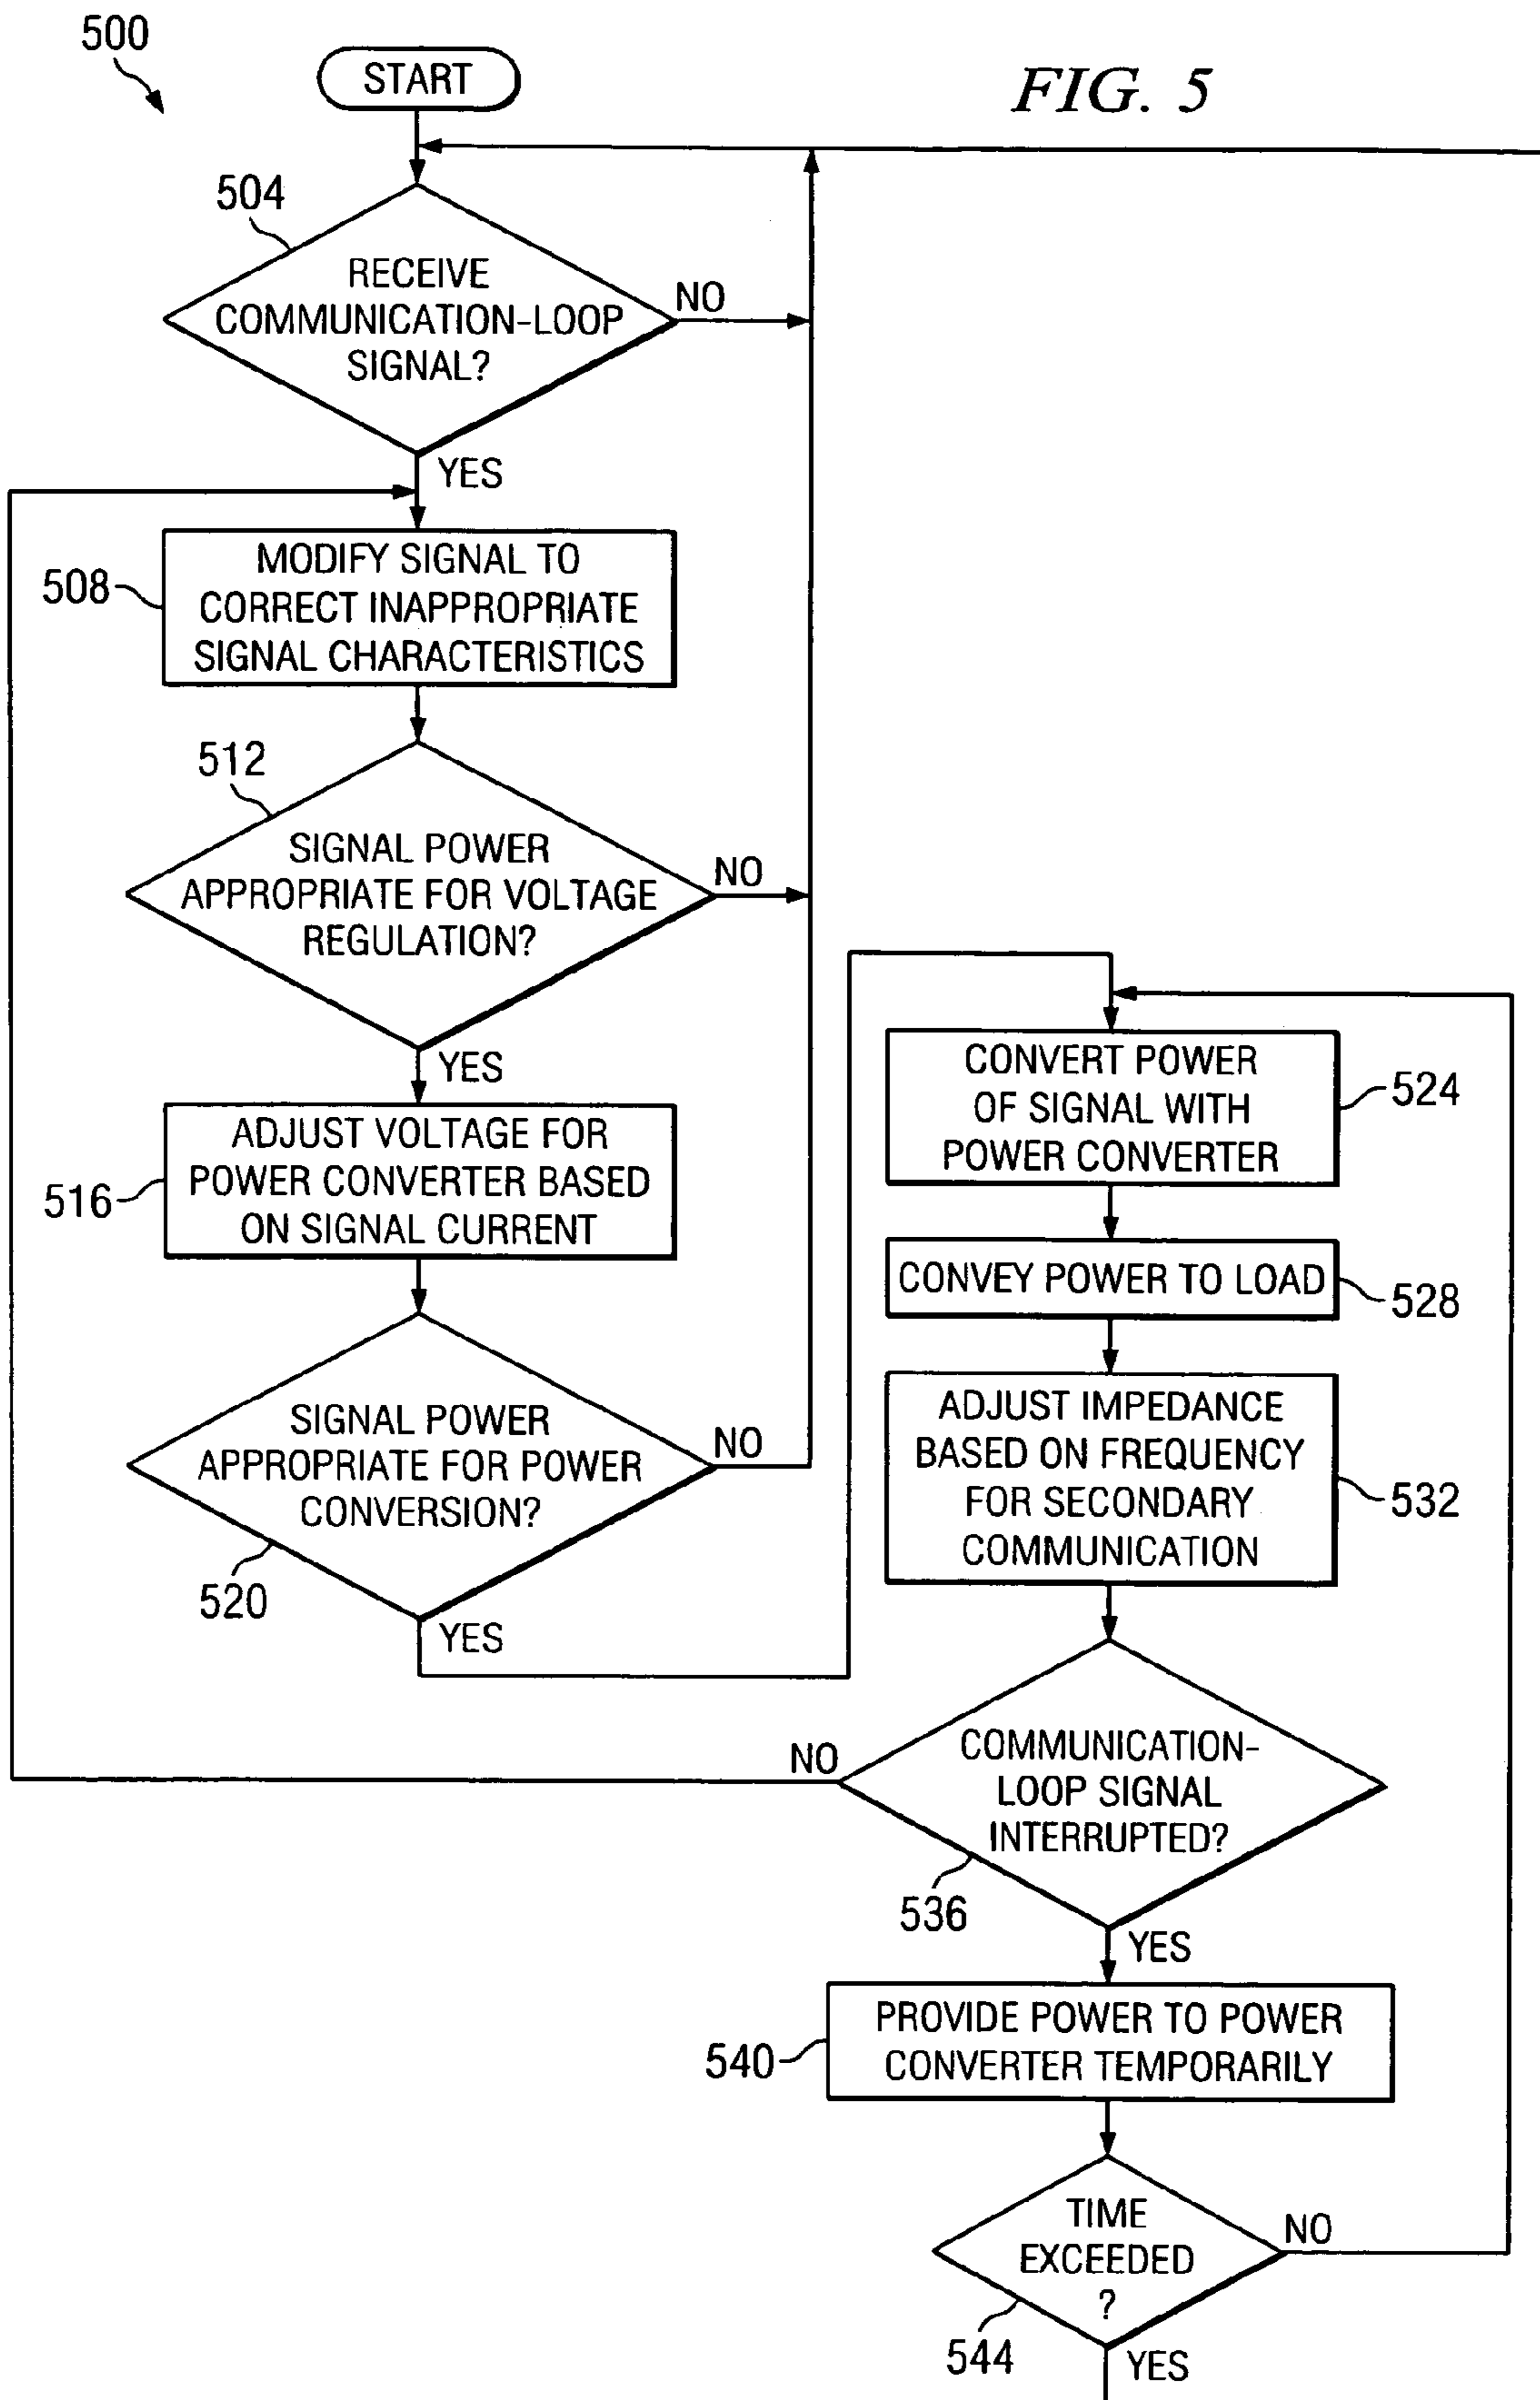 500
START
FIG. 5
504
RECEIVE
COMMUNICATION-LOOP
SIGNAL?
NO
YES
508
MODIFY SIGNAL TO
CORRECT INAPPROPRIATE
SIGNAL CHARACTERISTICS
512
SIGNAL POWER
APPROPRIATE FOR VOLTAGE
REGULATION?
NO
YES
516
ADJUST VOLTAGE FOR
POWER CONVERTER BASED
ON SIGNAL CURRENT
SIGNAL POWER
APPROPRIATE FOR POWER
CONVERSION?
NO
520
YES
CONVERT POWER
OF SIGNAL WITH
POWER CONVERTER
524
CONVEY POWER TO LOAD
528
ADJUST IMPEDANCE
BASED ON FREQUENCY
FOR SECONDARY
COMMUNICATION
532
NO
COMMUNICATION-
LOOP SIGNAL
INTERRUPTED?
536
YES
PROVIDE POWER TO POWER
CONVERTER TEMPORARILY
540
TIME
EXCEEDED
?
NO
544
YES